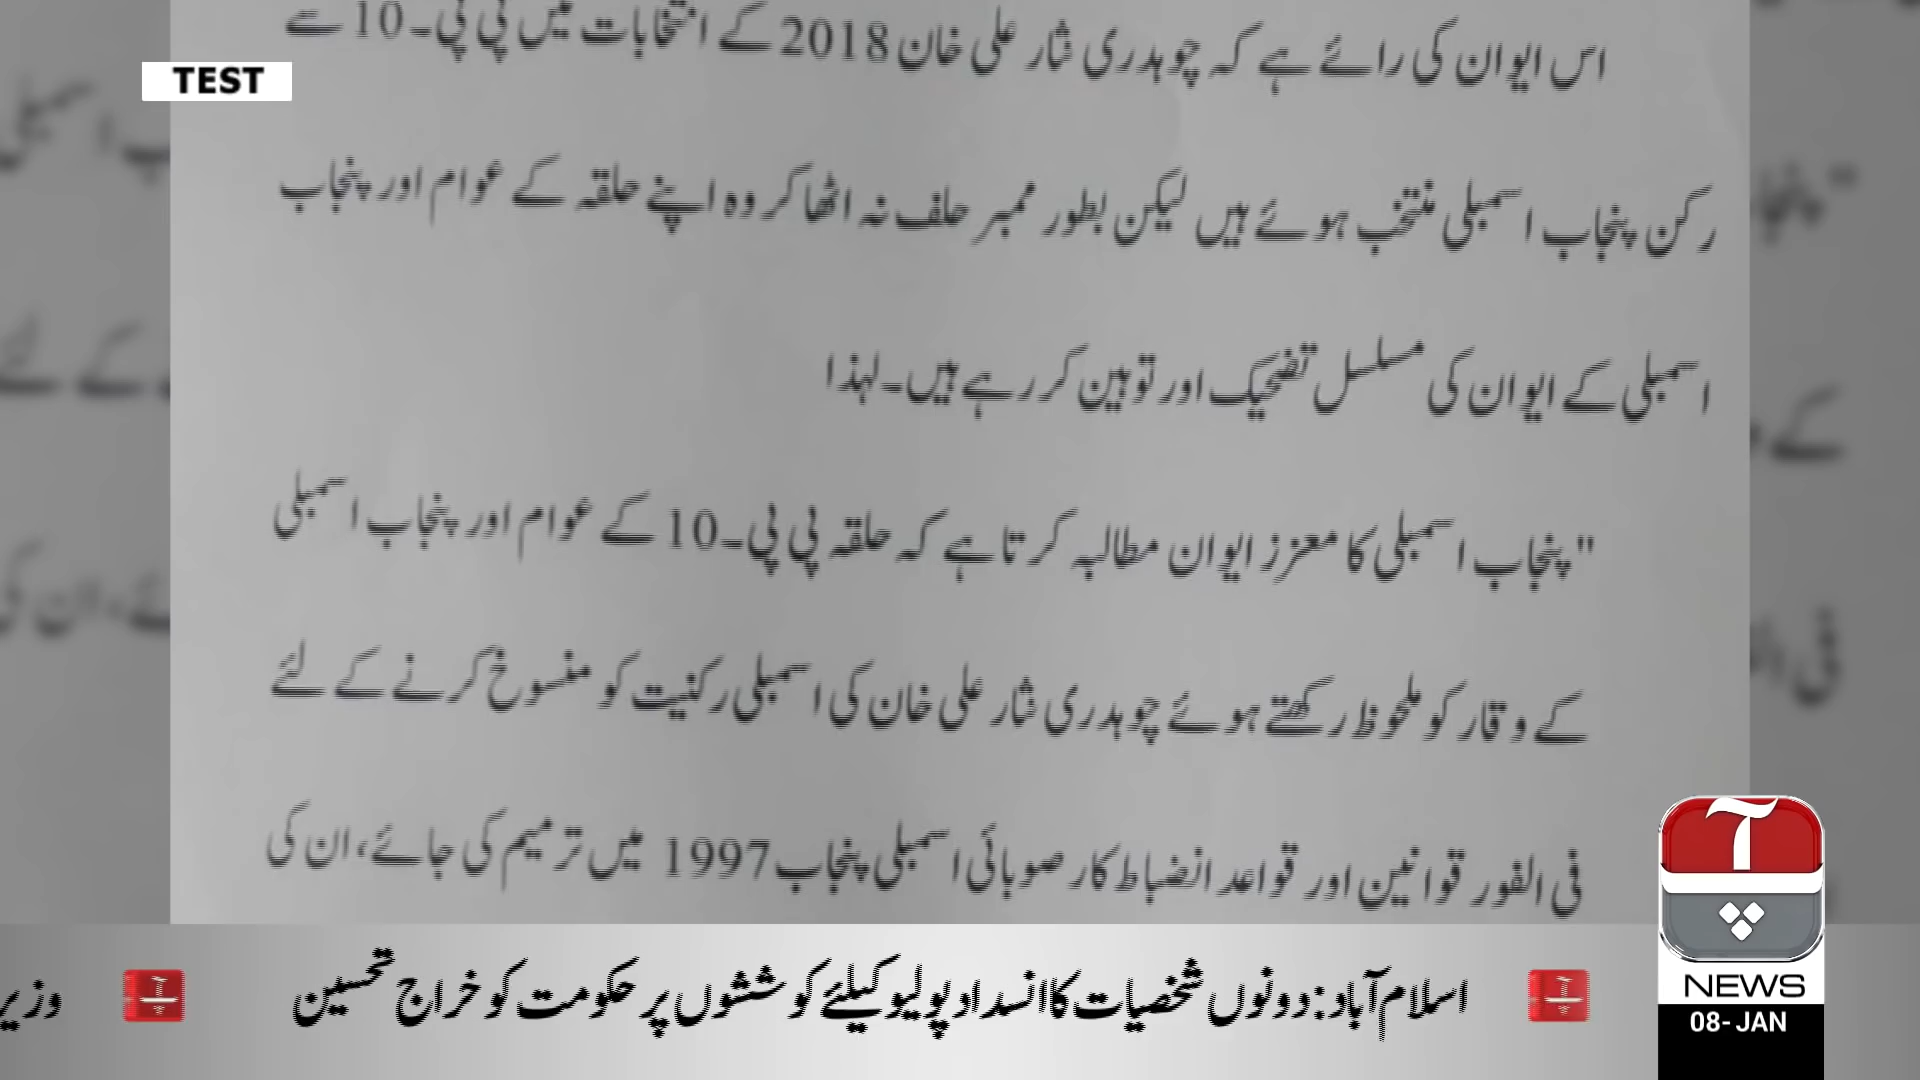 TEST
اس ایوان کی رائے ہے کہ چوہدری نثار علی خان 2018 کے انتخابات میں پی پی۔10 سے
رکن پنجاب اسمبلی منتخب ہوئے ہیں لیکن بطور ممبر حلف نہ اٹھا کر وہ اپنے حلقہ کے عوام اور پنجاب
اسمبلی کے ایوان کی مسلسل تضحیک اور توہین کر رہے ہیں۔لہذا
"پنجاب اسمبلی کا معزز ایوان مطالبہ کرتا ہے کہ حلقہ پی پی۔10 کے عوام اور پنجاب اسمبلی
کے وقار کو ملحوظ رکھتے ہوئے چوہدری نثار علی خان کی اسمبلی رکنیت کو منسوخ کرنے کے لئے
فی الفور قوانین اور قواعد انضباط کار صوبائی اسمبلی پنجاب 1997 میں ترمیم کی جائے، ان کی
اسلام آباد:دونوں شخصیات کاانسداد پولیو کیلئے کوششوں پر حکومت کو خراج تحسین
آپ
NEWS
08-JAN